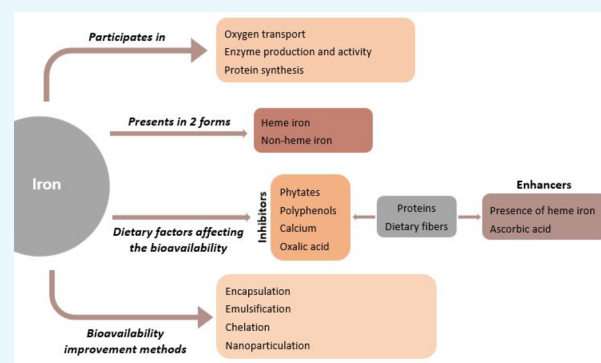 Participates in
Oxygen transport
Enzyme production and activity
Protein synthesis
Presents in 2 forms
Heme iron
Non-heme iron
Iron
Dietary factors affecting
the bioavailability
Inhibitors
Phytates
Polyphenols
Calcium
Oxalic acid
Proteins
Dietary fibers
Enhancers
Presence of heme iron
Ascorbic acid
Bioavailability
improvement methods
Encapsulation
Emulsification
Chelation
Nanoparticulation